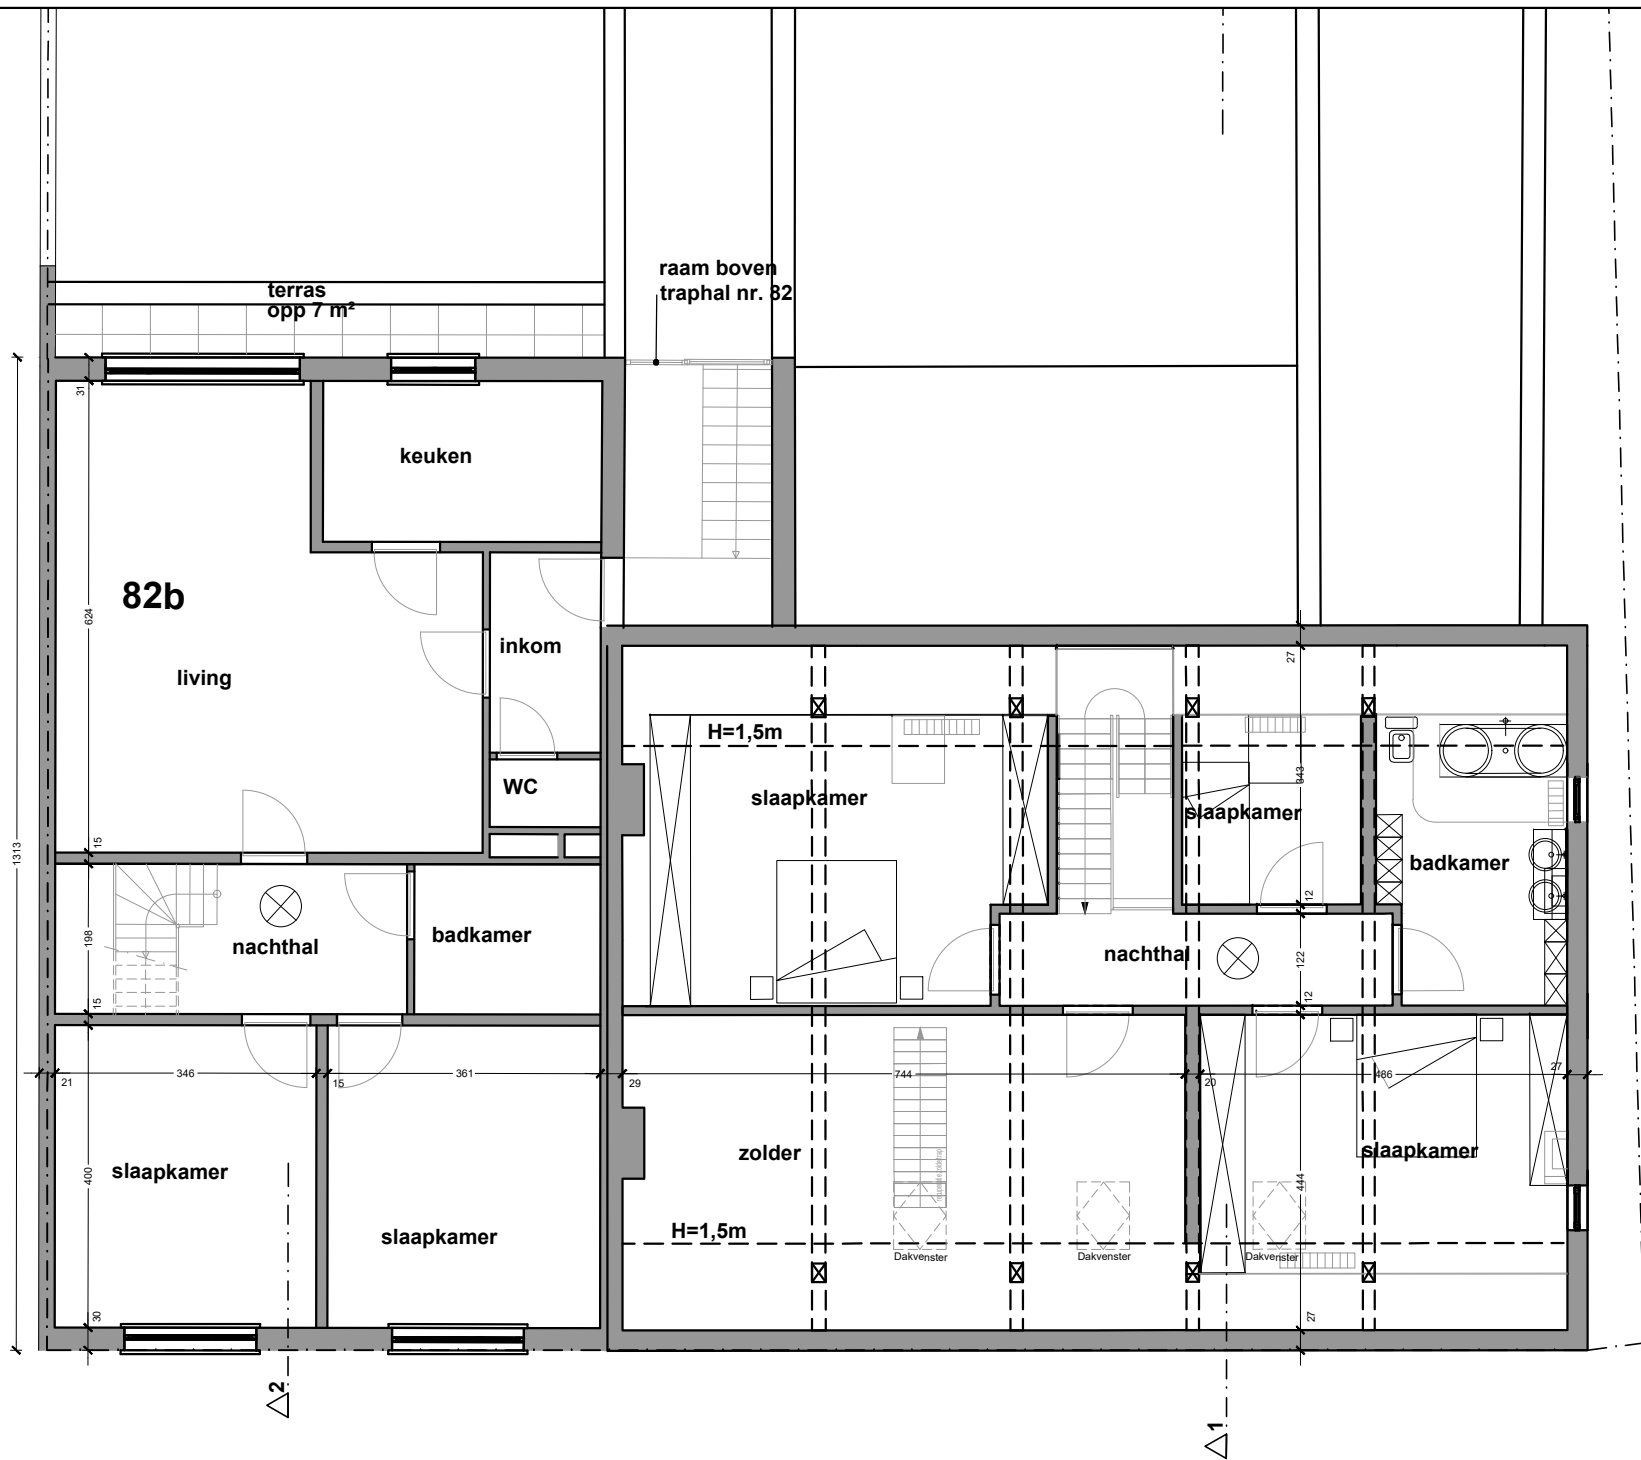 raam boven
traphal nr. 82
terras
opp 7 m²
31
keuken
82b
624
inkom
27
living
H=1,5m
343
WC
slaapkamer
slaapkamer
15
1313
badkamer
12
198
nachthal
badkamer
nachthal
122
15
12
21
346
15
361
29
744
20
486
27
zolder
slaapkamer
slaapkamer
400
444
slaapkamer
H=1,5m
Dakvenster
Dakvenster
Dakvenster
30
27
2
1